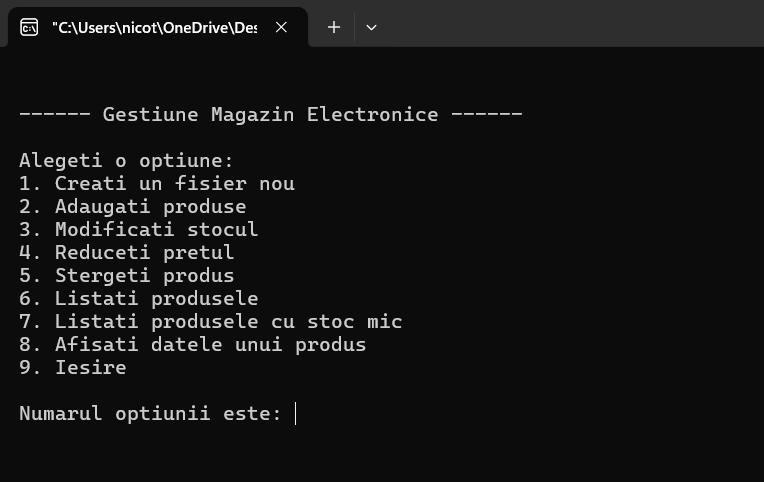 "C:\Users\nicot\OneDrive\Des
------ Gestiune Magazin Electronice ------
Alegeti o optiune:
1. Creati un fisier nou
2. Adaugati produse
3. Modificati stocul
4. Reduceti pretul
5. Stergeti produs
6. Listati produsele
7. Listati produsele cu stoc mic
8. Afisati datele unui produs
9. Iesire
Numarul optiunii este: